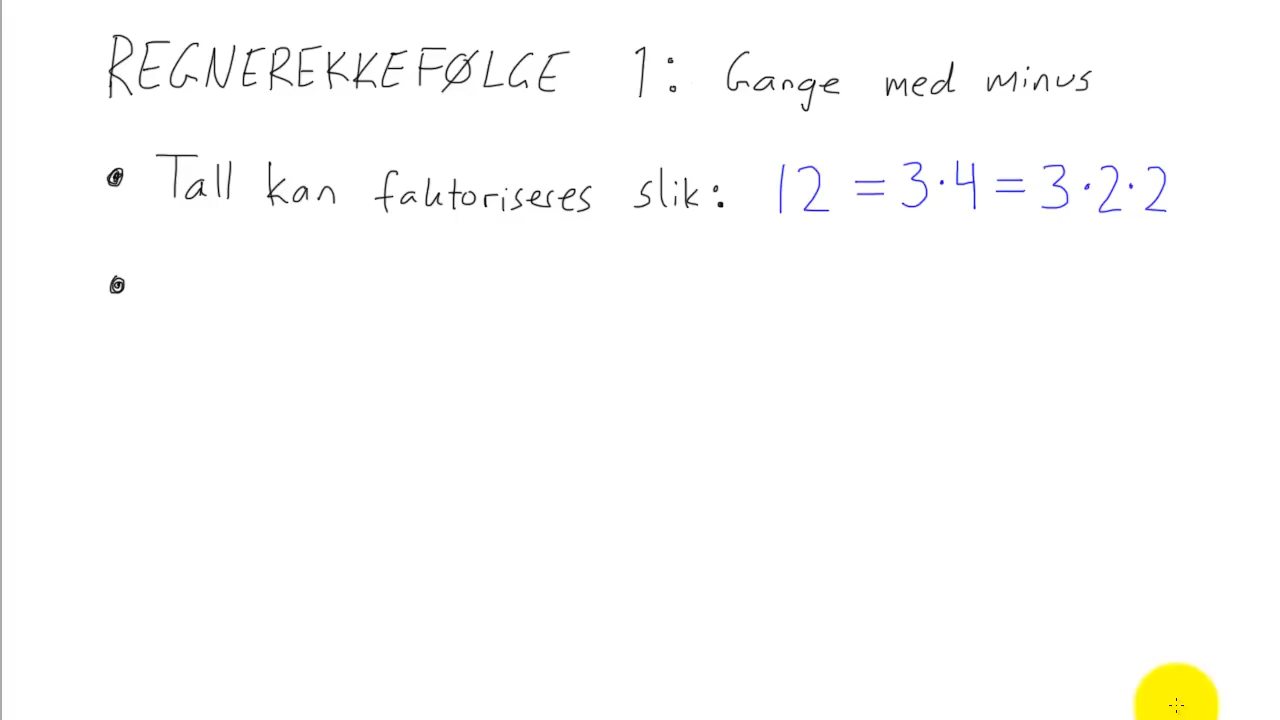 REGNEREKKEFØLGE 1: Gange med minus
• Tall kan faktoriseres slik: 12 = 3·4 = 3·2·2
•